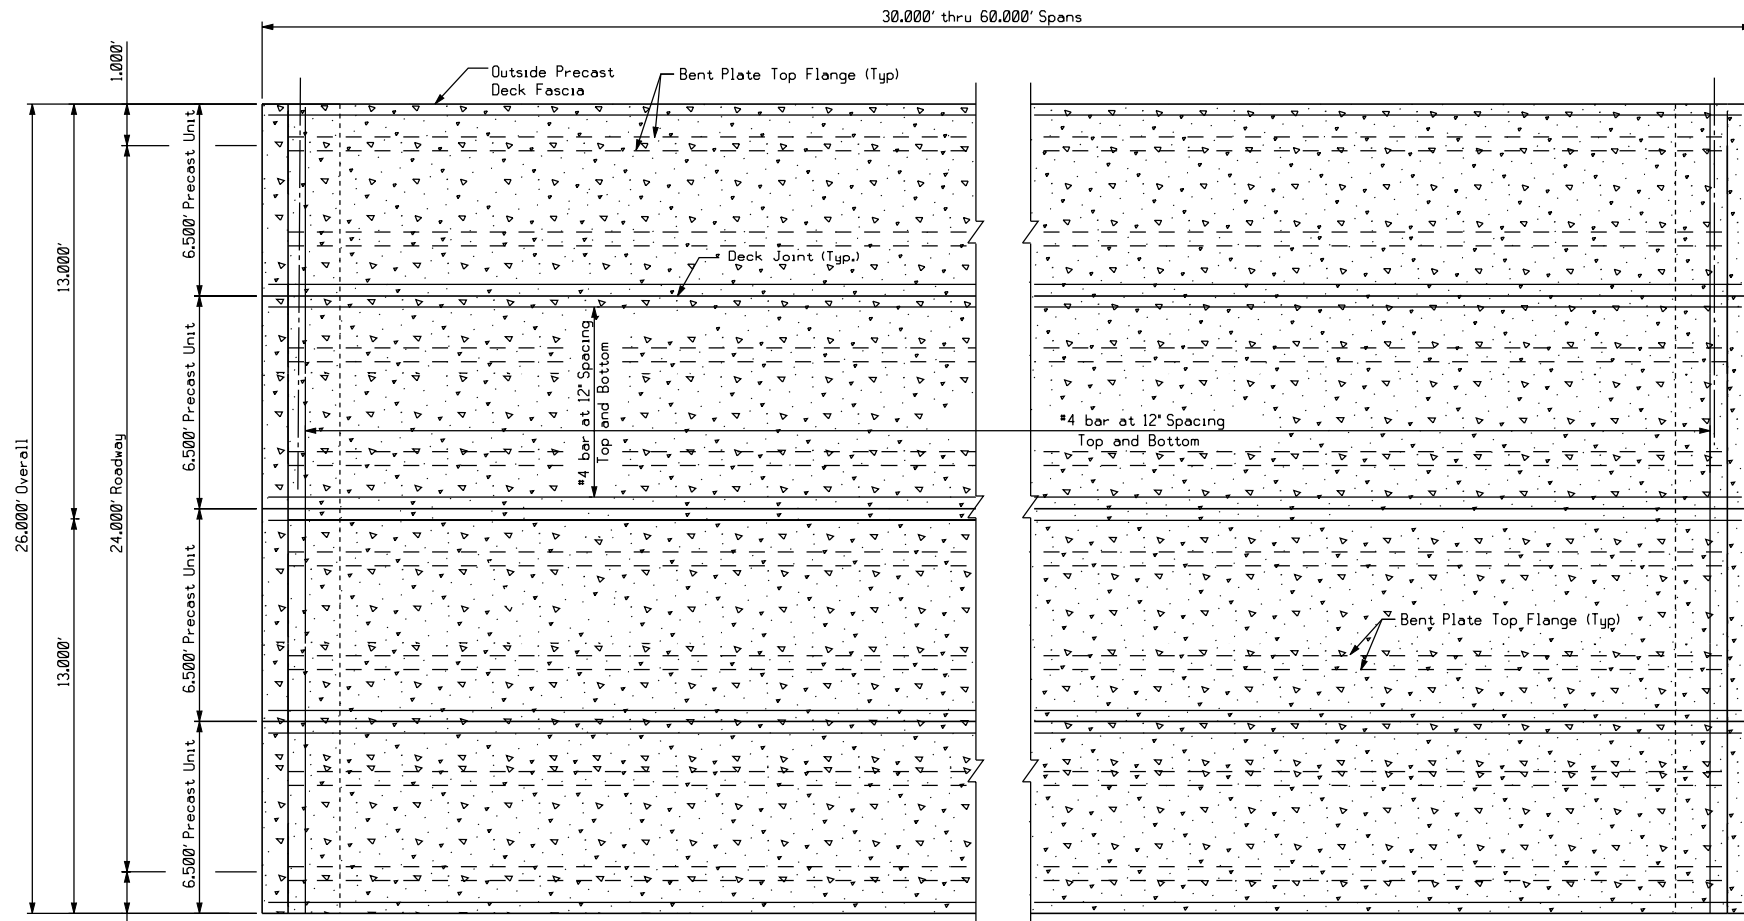 30.000' thru 60.000' Spans
1.000'
Outside Precast
Deck Fascia
Bent Plate Top Flange (Typ)
6.500' Precast Unit
13.000'
Deck Joint (Typ.)
6.500' Precast Unit
#4 bar at 12" Spacing
Top and Bottom
#4 bar at 12" Spacing
Top and Bottom
26.000' Overall
24.000' Roadway
6.500' Precast Unit
13.000'
Bent Plate Top Flange (Typ)
6.500' Precast Unit